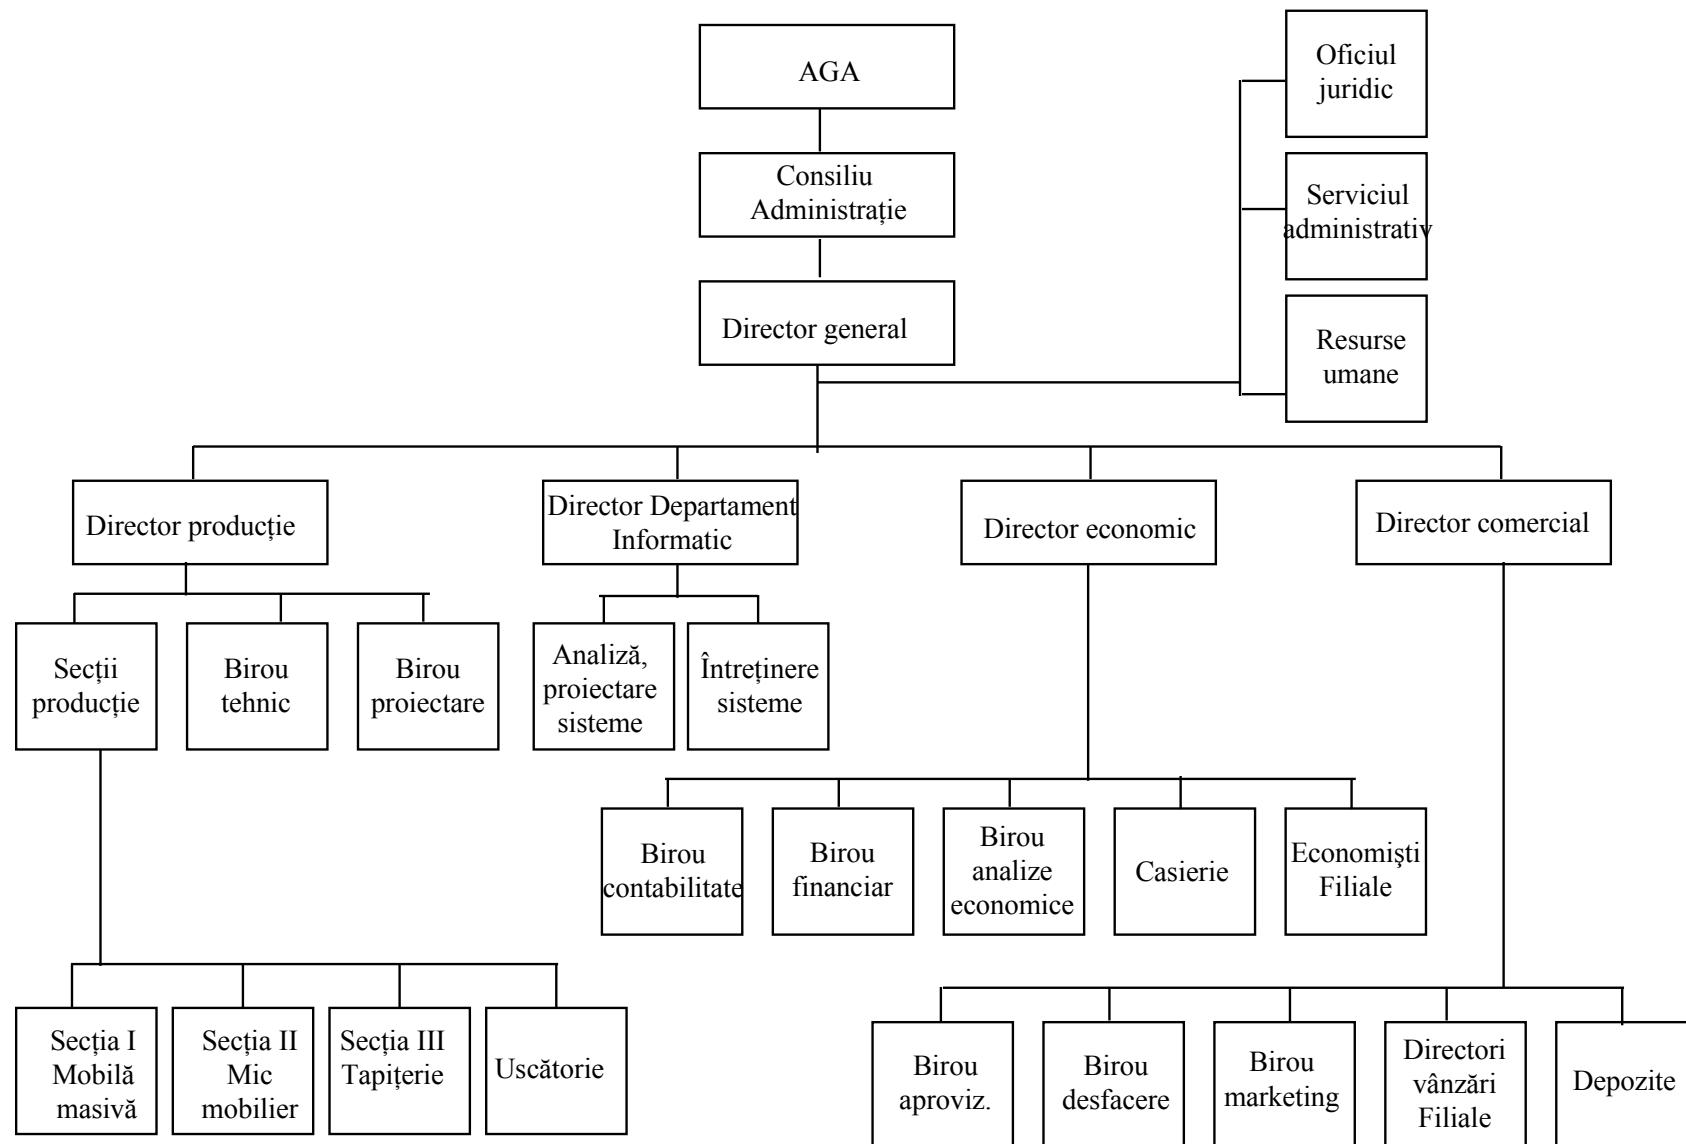 AGA
Consiliu
Administrație
Director general
Oficiul
juridic
Serviciul
administrativ
Resurse
umane
Director producție
Director Departament
Informatic
Director economic
Director comercial
Secții
producție
Birou
tehnic
Birou
proiectare
Analiză,
proiectare
sisteme
Întreținere
sisteme
Birou
contabilitate
Birou
financiar
Birou
analize
economice
Casierie
Economişti
Filiale
Secția I
Mobilă
masivă
Secția II
Mic
mobilier
Secția III
Tapițerie
Uscătorie
Birou
aproviz.
Birou
desfacere
Birou
marketing
Directori
vânzări
Filiale
Depozite